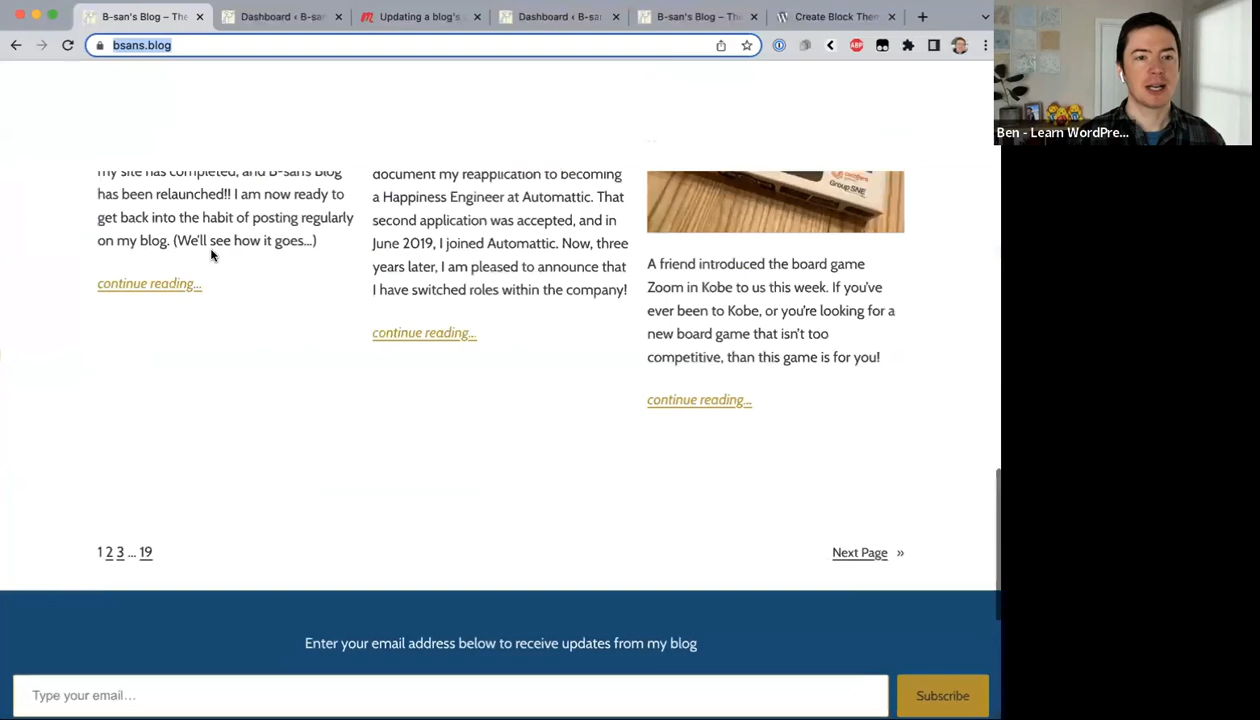 B-san's Blog – The
Dashboard ‹ B-san
Updating a blog's
Dashboard ‹ B-san
B-san's Blog – The
Create Block Them
bsans.blog
Ben - Learn WordPre...
my site has completed, and B-sans Blog
has been relaunched!! I am now ready to
get back into the habit of posting regularly
on my blog. (We'll see how it goes…)
continue reading…
document my reapplication to becoming
a Happiness Engineer at Automattic. That
second application was accepted, and in
June 2019, I joined Automattic. Now, three
years later, I am pleased to announce that
I have switched roles within the company!
continue reading…
Group SNE
A friend introduced the board game
Zoom in Kobe to us this week. If you've
ever been to Kobe, or you're looking for a
new board game that isn't too
competitive, than this game is for you!
continue reading…
1 2 3 … 19
Next Page »
Enter your email address below to receive updates from my blog
Type your email…
Subscribe